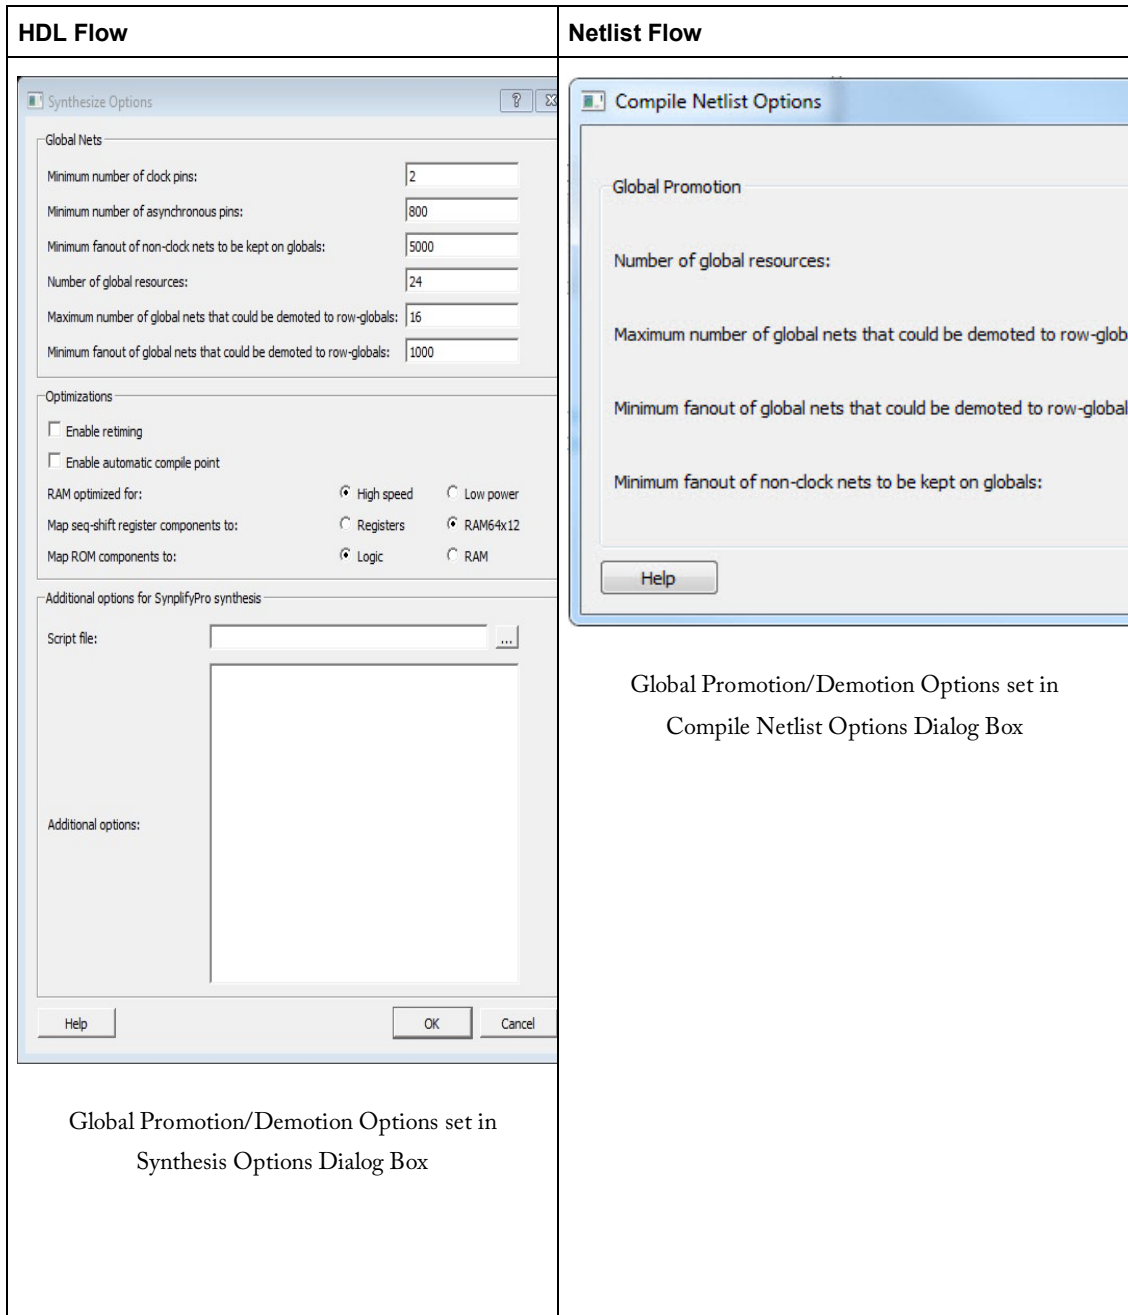 HDL Flow
Netlist Flow
Synthesize Options
Global Nets
Minimum number of clock pins: 2
Minimum number of asynchronous pins: 800
Minimum fanout of non-clock nets to be kept on globals: 5000
Number of global resources: 24
Maximum number of global nets that could be demoted to row-globals: 16
Minimum fanout of global nets that could be demoted to row-globals: 1000
Optimizations
Enable retiming
Enable automatic compile point
RAM optimized for: High speed Low power
Map seq-shift register components to: Registers RAM64x12
Map ROM components to: Logic RAM
Additional options for SynplifyPro synthesis
Script file: ...
Additional options:
Help OK Cancel
Global Promotion/Demotion Options set in
Synthesis Options Dialog Box
Compile Netlist Options
Global Promotion
Number of global resources:
Maximum number of global nets that could be demoted to row-glob
Minimum fanout of global nets that could be demoted to row-global
Minimum fanout of non-clock nets to be kept on globals:
Help
Global Promotion/Demotion Options set in
Compile Netlist Options Dialog Box